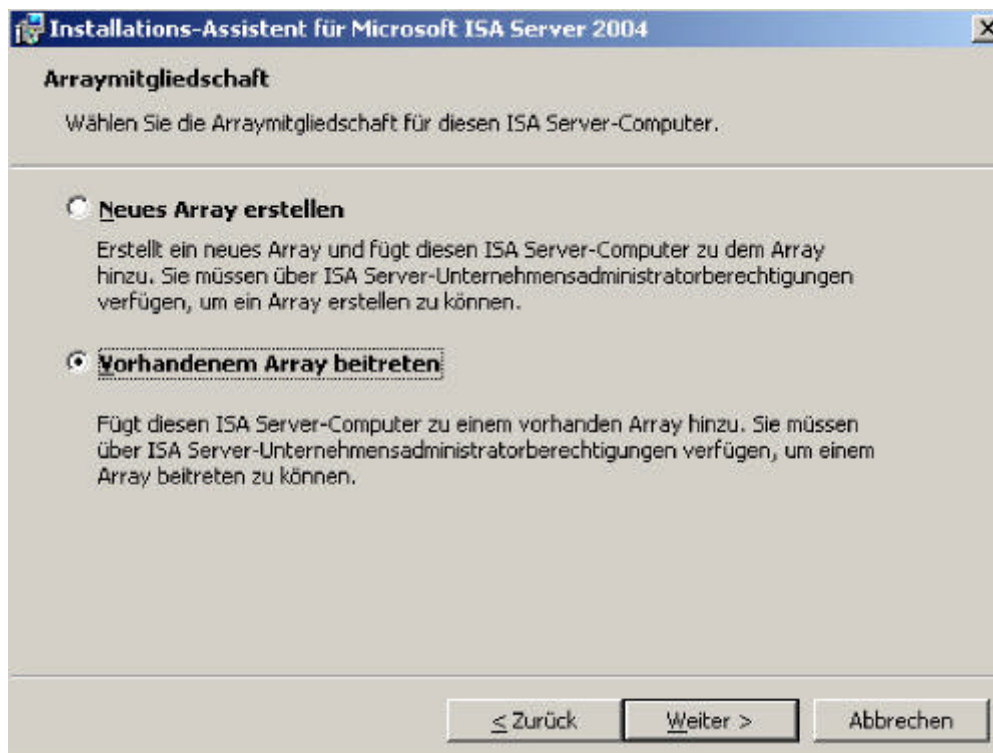 Installations-Assistent für Microsoft ISA Server 2004
Arraymitgliedschaft
Wählen Sie die Arraymitgliedschaft für diesen ISA Server-Computer.
Neues Array erstellen
Erstellt ein neues Array und fügt diesen ISA Server-Computer zu dem Array
hinzu. Sie müssen über ISA Server-Unternehmensadministratorberechtigungen
verfügen, um ein Array erstellen zu können.
Vorhandenem Array beitreten
Fügt diesen ISA Server-Computer zu einem vorhanden Array hinzu. Sie müssen
über ISA Server-Unternehmensadministratorberechtigungen verfügen, um einem
Array beitreten zu können.
< Zurück Weiter > Abbrechen